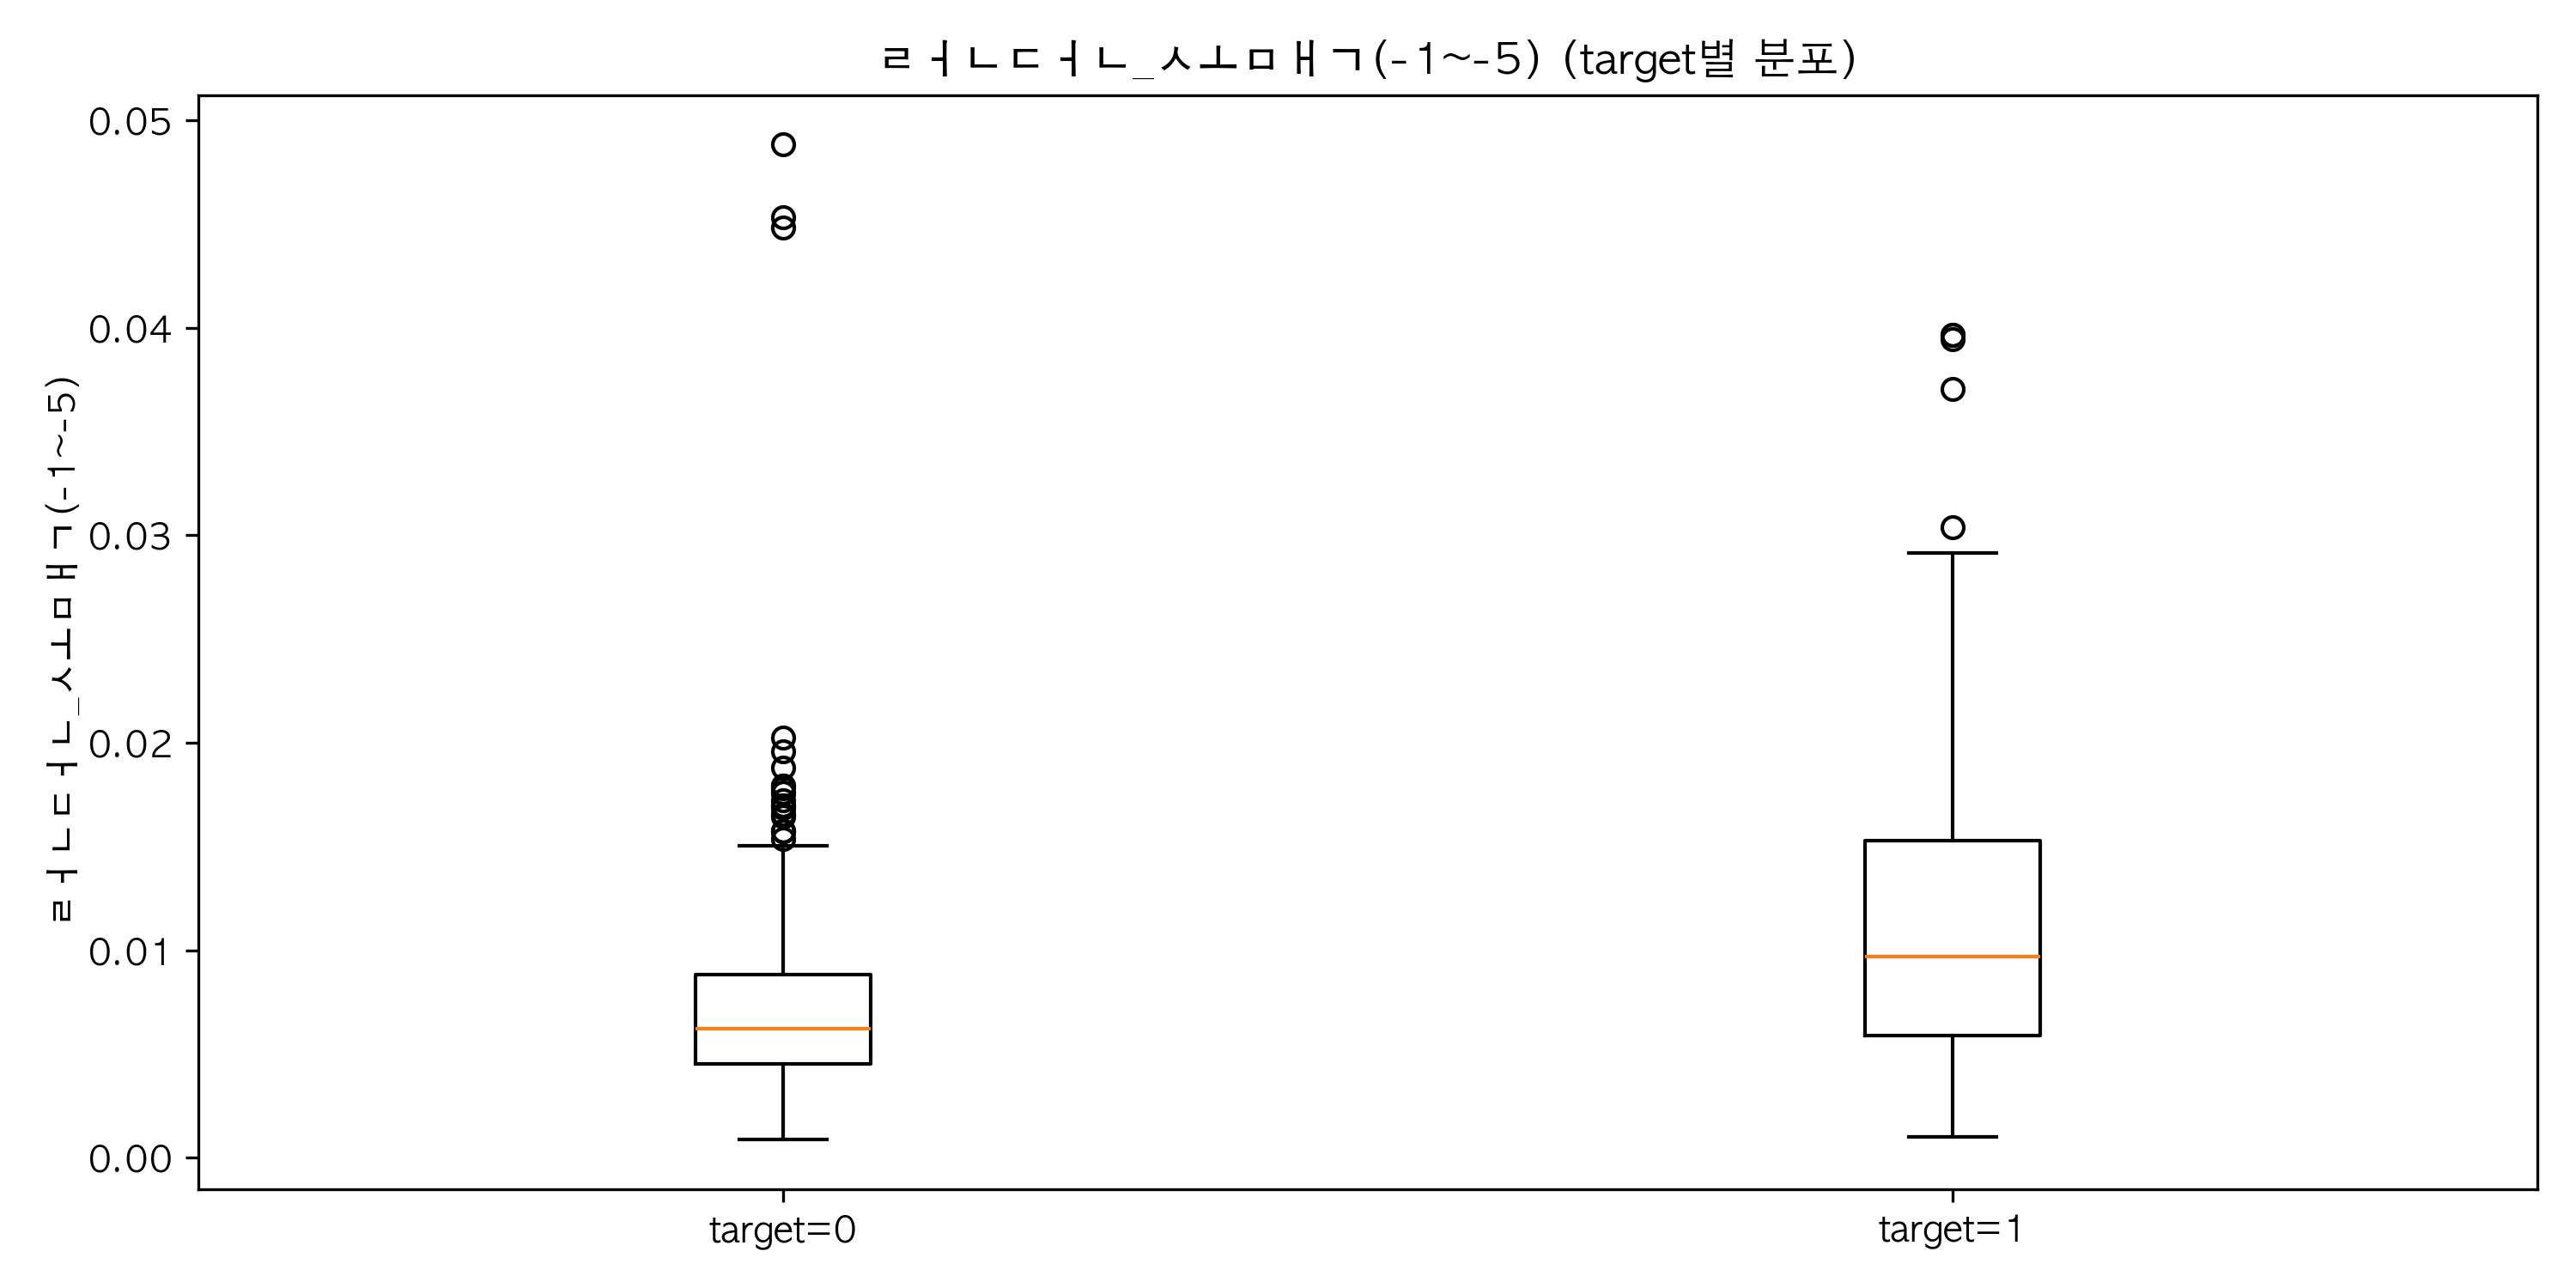 ㄹㅓㄴㄷㅓㄴ_ㅅㅗㅁㅐㄱ(-1~-5) (target별 분포)
ㄹㅓㄴㄷㅓㄴ_ㅅㅗㅁㅐㄱ(-1~-5)
0.05
0.04
0.03
0.02
0.01
0.00
target=0
target=1